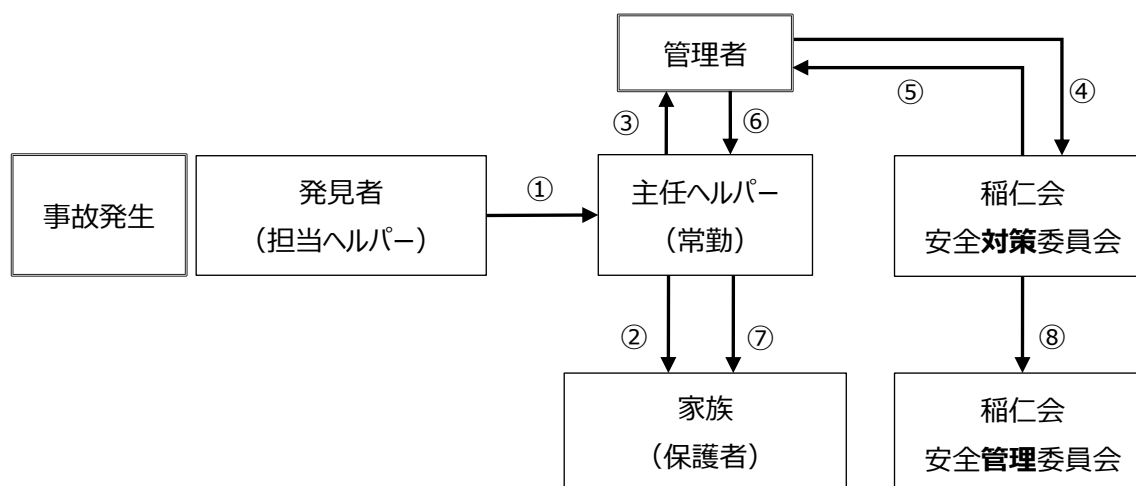 管理者
③
⑥
⑤
④
事故発生
発見者
（担当ヘルパー）
①
主任ヘルパー
（常勤）
稲仁会
安全対策委員会
②
⑦
⑧
家族
（保護者）
稲仁会
安全管理委員会